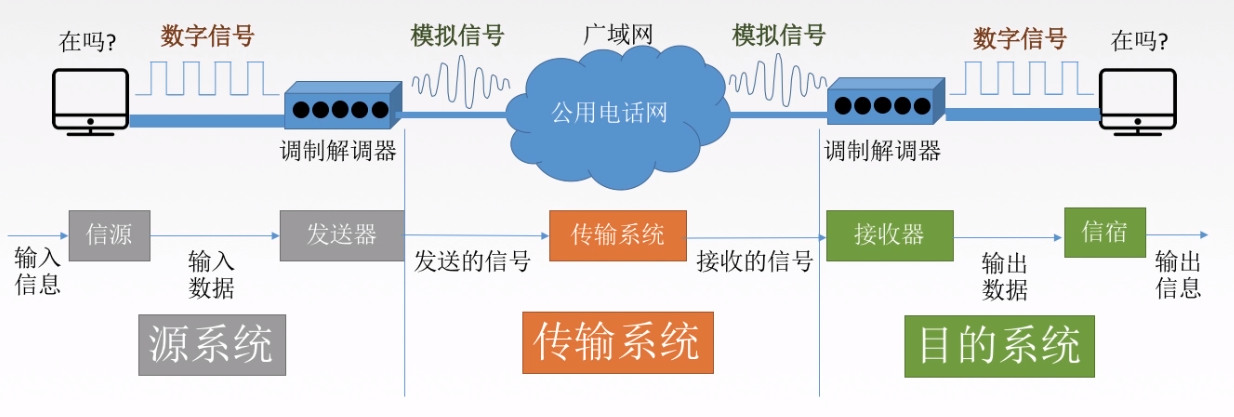 在吗?
数字信号
模拟信号
广域网
模拟信号
数字信号
在吗?
公用电话网
调制解调器
调制解调器
信源
发送器
传输系统
接收器
信宿
输入
信息
输入
数据
发送的信号
接收的信号
输出
数据
输出
信息
源系统
传输系统
目的系统